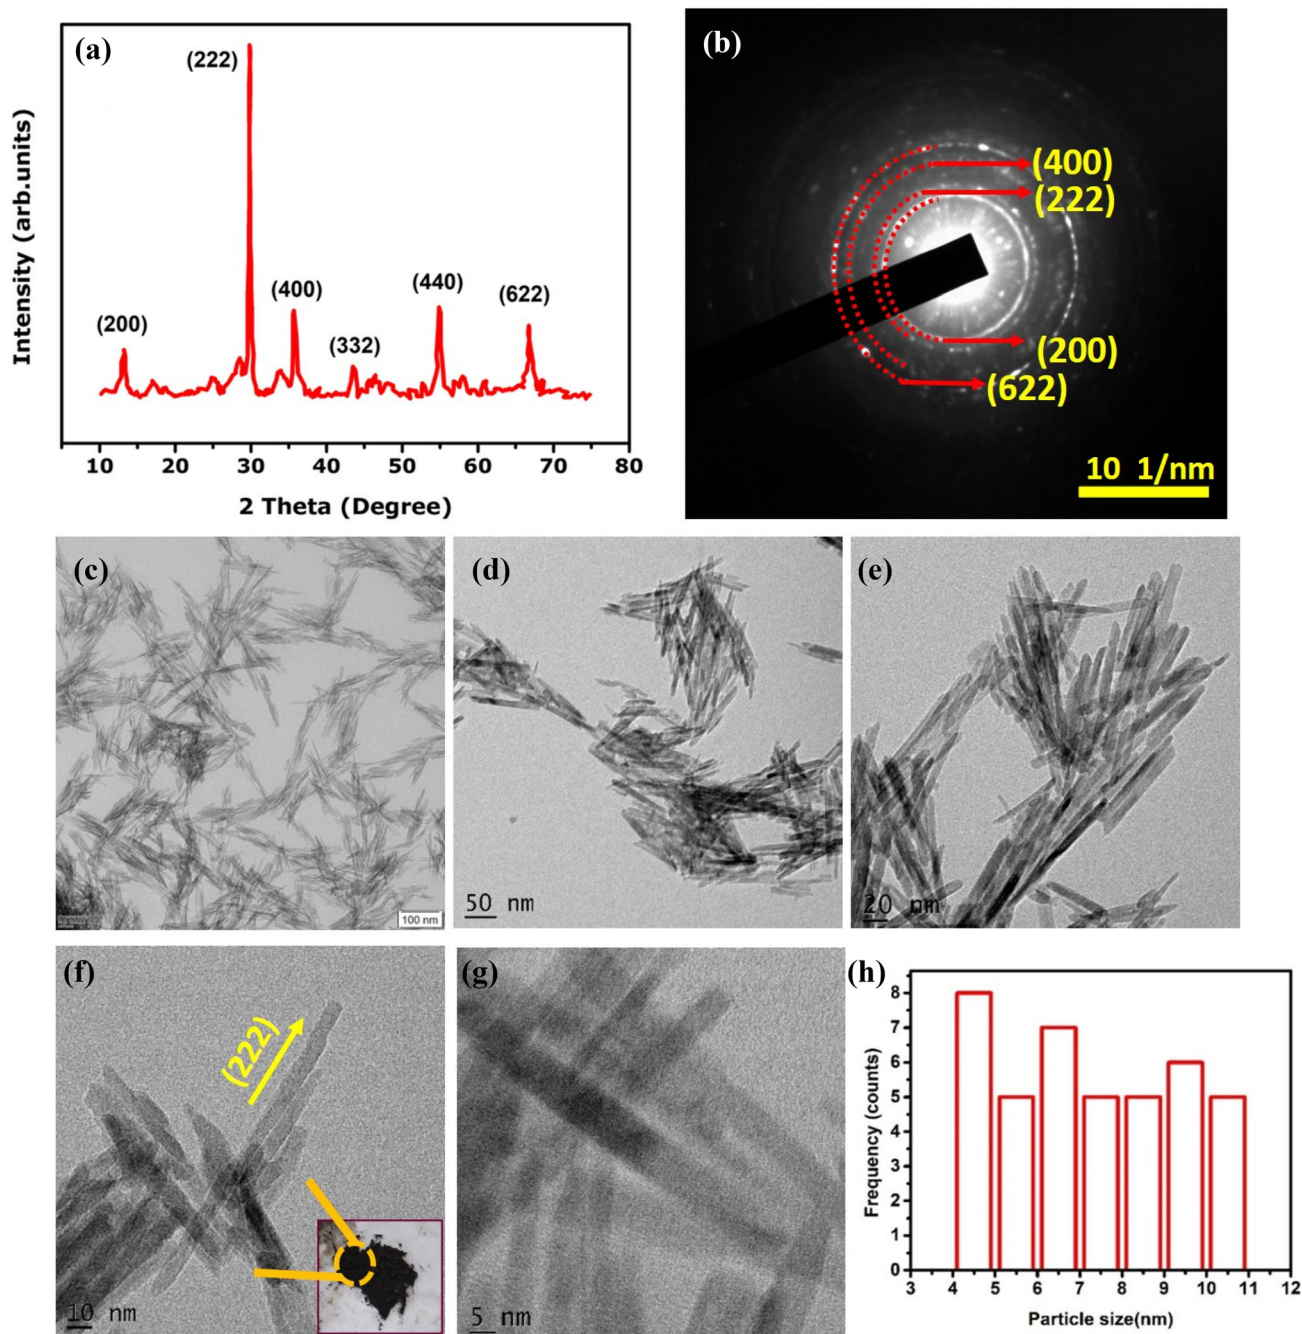 (a)
(200)
(222)
(400)
(332)
(440)
(622)
Intensity (arb.units)
10 20 30 40 50 60 70 80
2 Theta (Degree)
(b)
(400)
(222)
(200)
(622)
10 1/nm
(c)
100 nm
(d)
50 nm
(e)
20 nm
(f)
(222)
10 nm
(g)
5 nm
(h)
8
7
6
5
4
3
2
1
0
Frequency (counts)
3 4 5 6 7 8 9 10 11 12
Particle size(nm)